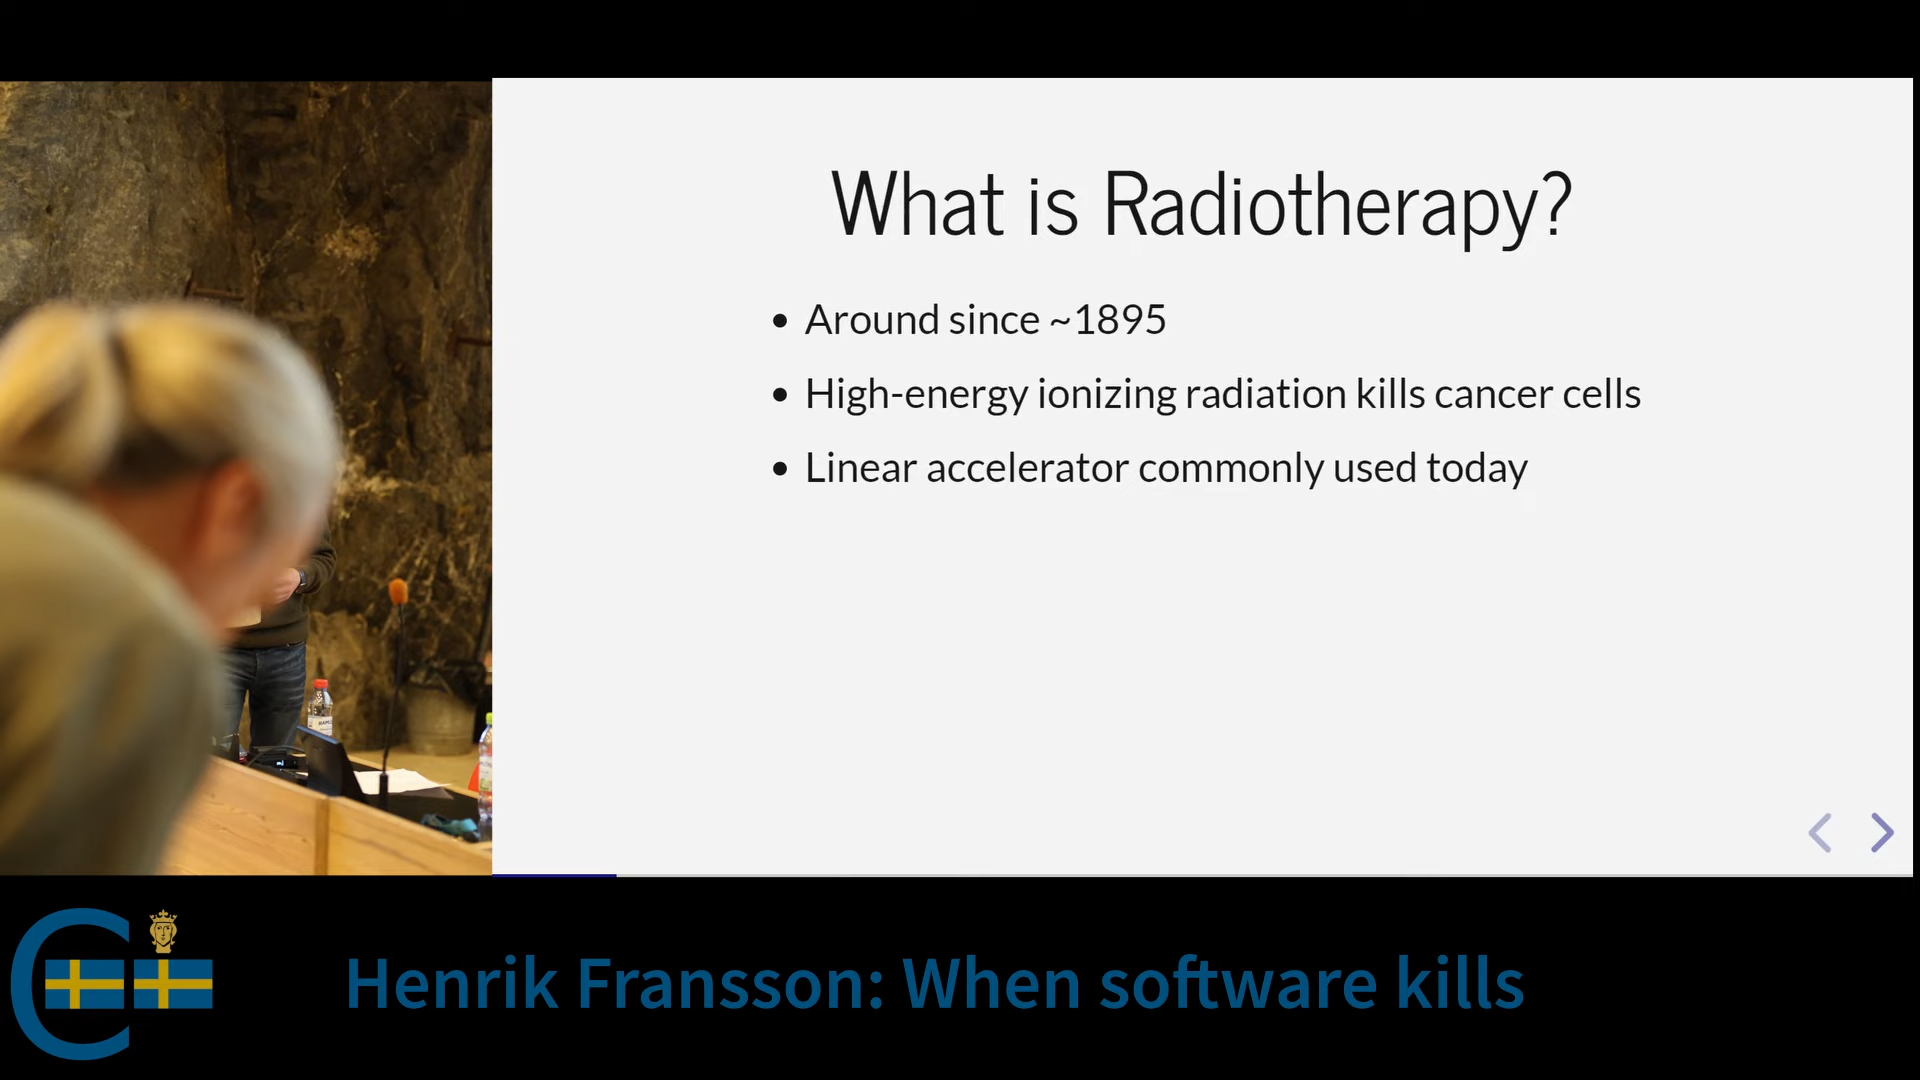 What is Radiotherapy?
Around since ~1895
High-energy ionizing radiation kills cancer cells
Linear accelerator commonly used today
Henrik Fransson: When software kills